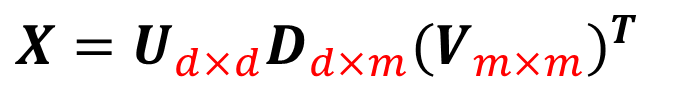 X = U_{d×d} D_{d×m} (V_{m×m})^T